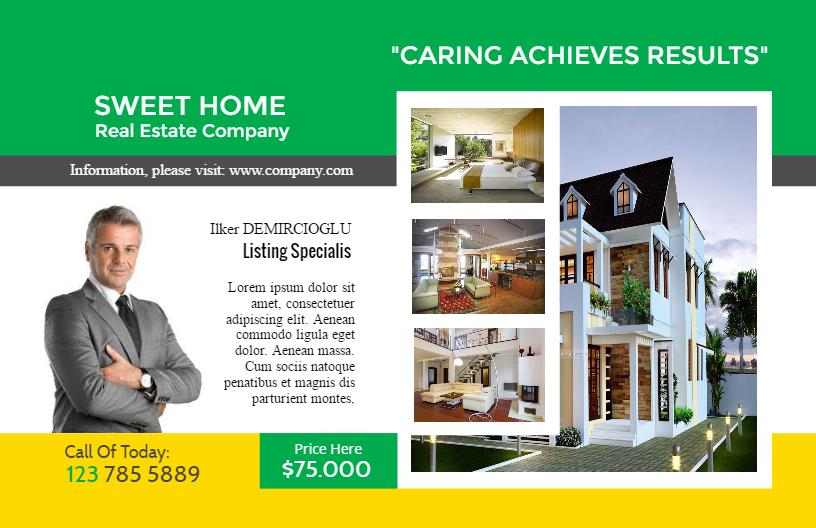 "CARING ACHIEVES RESULTS"
SWEET HOME
Real Estate Company
Information, please visit: www.company.com
Ilker DEMIRCIOGLU
Listing Specialis
Lorem ipsum dolor sit
amet, consectetuer
adipiscing elit. Aenean
commodo ligula eget
dolor. Aenean massa.
Cum sociis natoque
penatibus et magnis dis
parturient montes,
Call Of Today:
123 785 5889
Price Here
$75.000